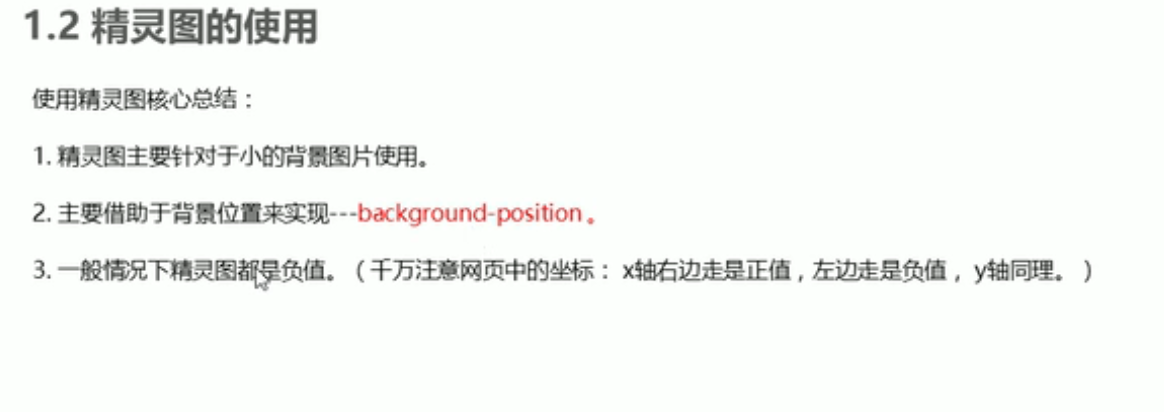 1.2 精灵图的使用
使用精灵图核心总结：
1. 精灵图主要针对于小的背景图片使用。
2. 主要借助于背景位置来实现---background-position 。
3. 一般情况下精灵图都是负值。（ 千万注意网页中的坐标： x轴右边走是正值，左边走是负值， y轴同理。）